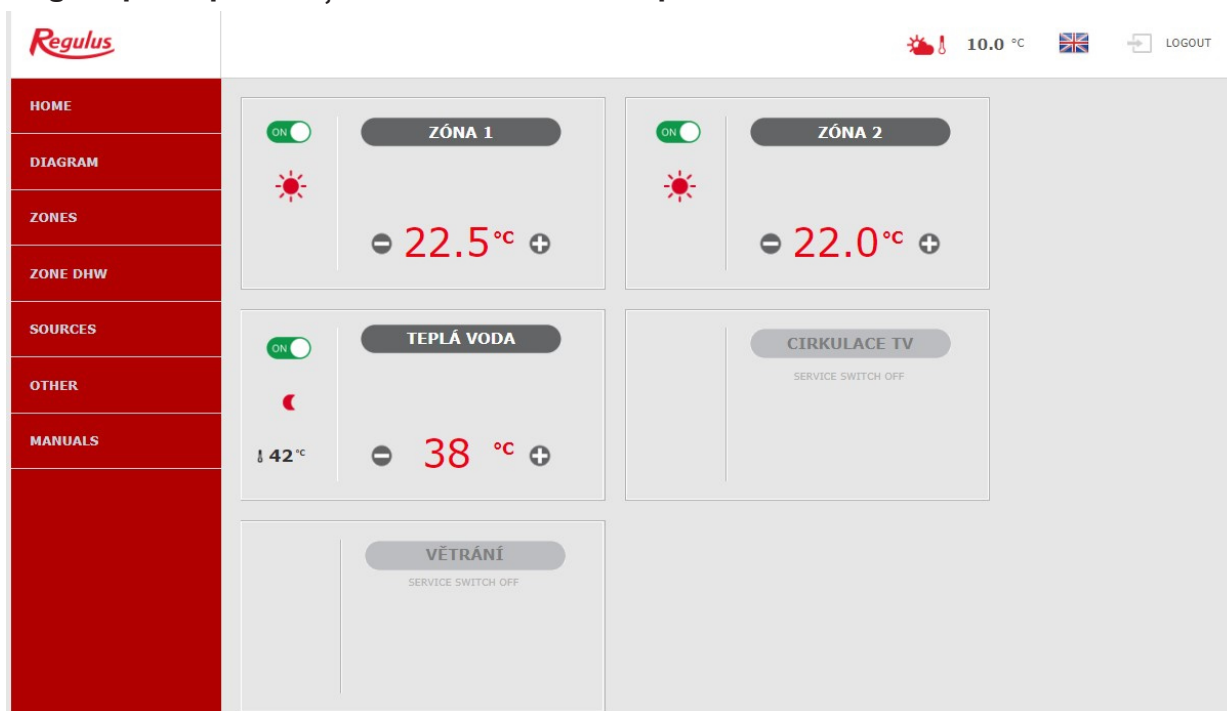 Regulus
10.0 °C
LOGOUT
HOME
DIAGRAM
ZONES
ZONE DHW
SOURCES
OTHER
MANUALS
ON
ZÓNA 1
22.5°C
ON
ZÓNA 2
22.0°C
ON
TEPLÁ VODA
42°C
38 °C
CIRKULACE TV
SERVICE SWITCH OFF
VĚTRÁNÍ
SERVICE SWITCH OFF